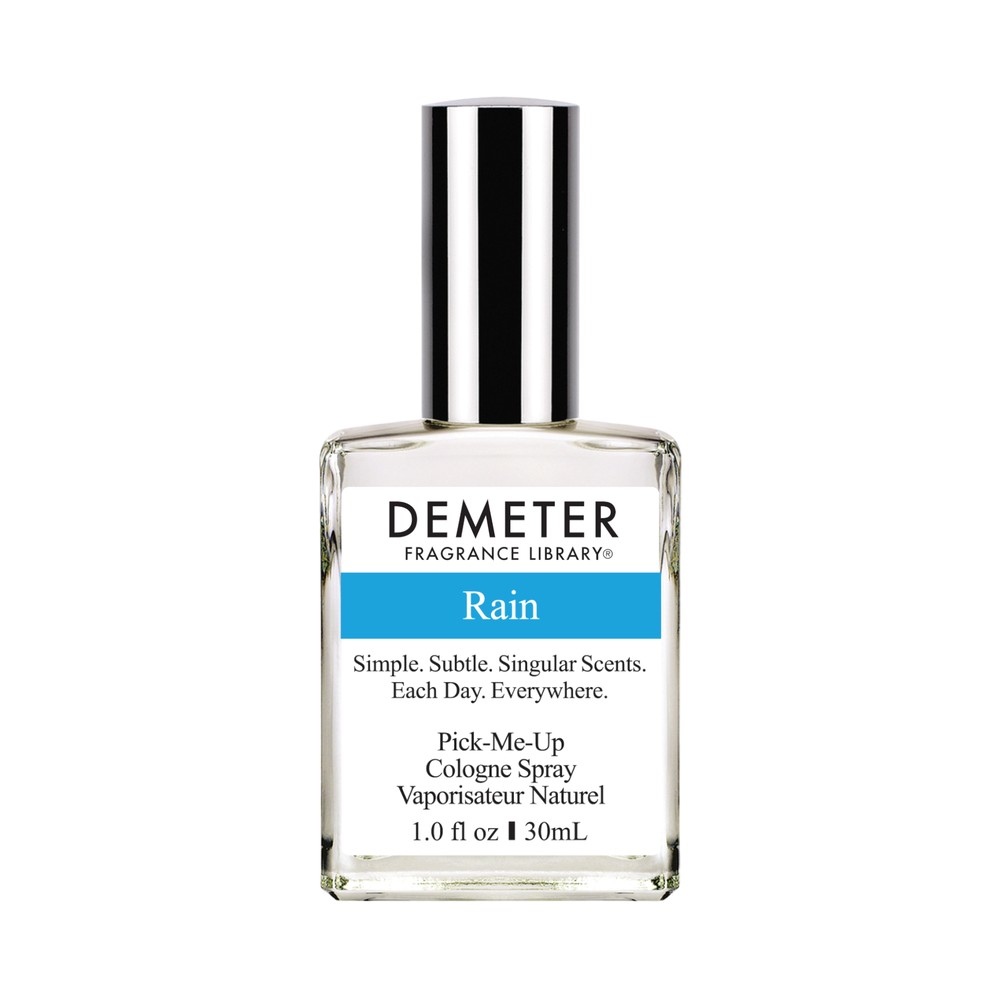 DEMETER
FRAGRANCE LIBRARY®
Rain
Simple. Subtle. Singular Scents.
Each Day. Everywhere.
Pick-Me-Up
Cologne Spray
Vaporisateur Naturel
1.0 fl oz ▮ 30mL